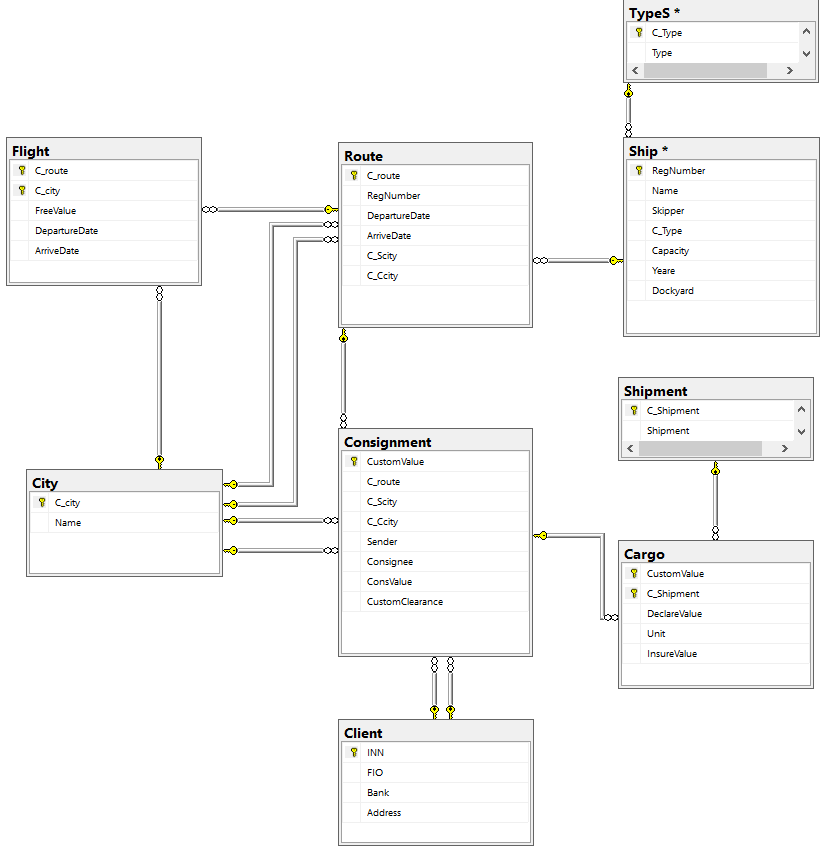 TypeS *
C_Type
Type
Flight
C_route
C_city
FreeValue
DepartureDate
ArriveDate
Route
C_route
RegNumber
DepartureDate
ArriveDate
C_Scity
C_Ccity
Ship *
RegNumber
Name
Skipper
C_Type
Capacity
Yeare
Dockyard
Shipment
C_Shipment
Shipment
City
C_city
Name
Consignment
CustomValue
C_route
C_Scity
C_Ccity
Sender
Consignee
ConsValue
CustomClearance
Cargo
CustomValue
C_Shipment
DeclareValue
Unit
InsureValue
Client
INN
FIO
Bank
Address